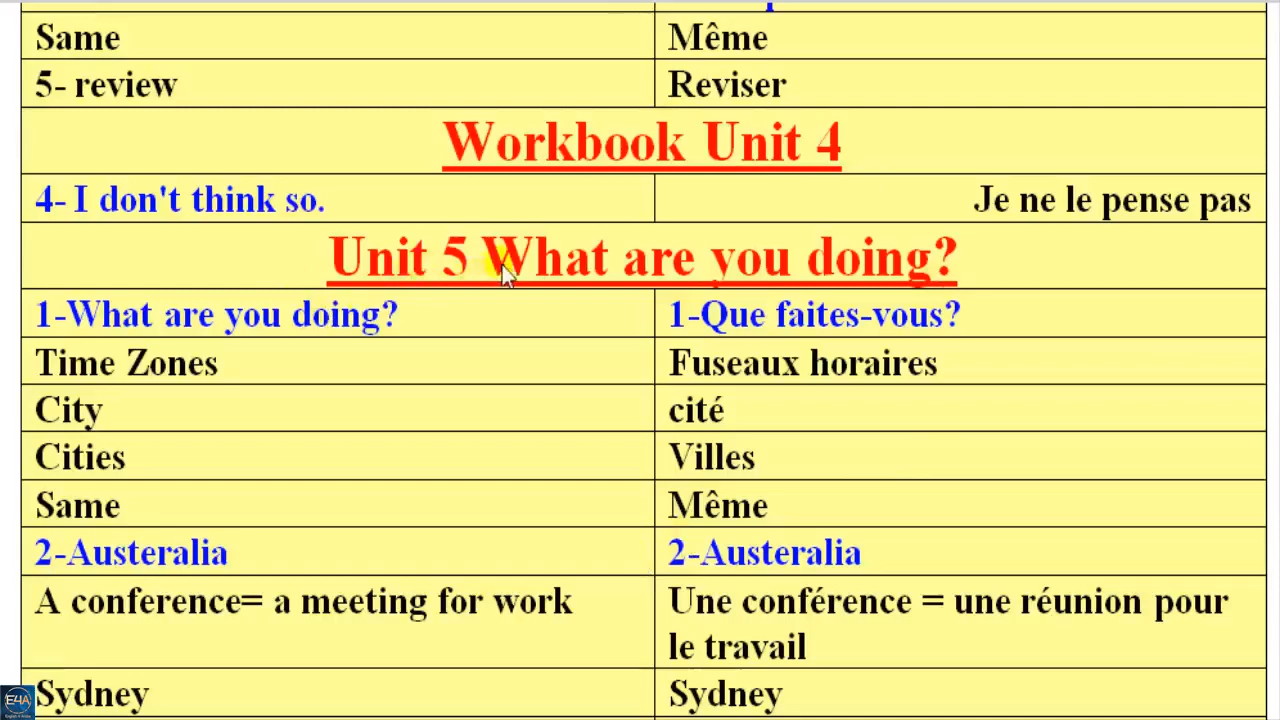 Same Même
5- review Reviser
Workbook Unit 4
4- I don't think so. Je ne le pense pas
Unit 5 What are you doing?
1-What are you doing? 1-Que faites-vous?
Time Zones Fuseaux horaires
City cité
Cities Villes
Same Même
2-Austeralia 2-Austeralia
A conference= a meeting for work Une conférence = une réunion pour
le travail
Sydney Sydney
E4A